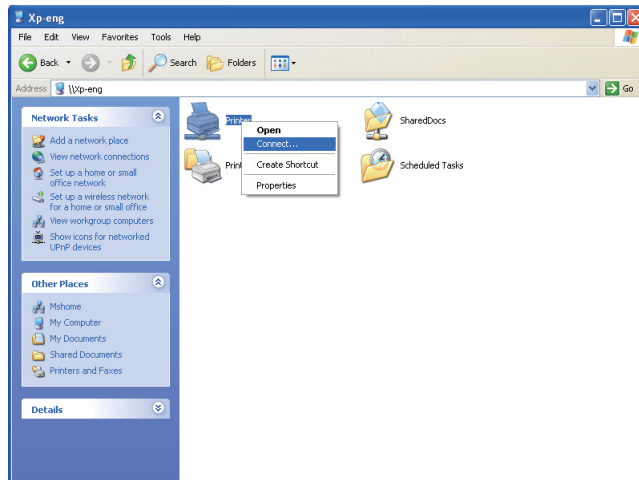 Xp-eng
File Edit View Favorites Tools Help
Back Search Folders
Address \\Xp-eng Go
Network Tasks
Add a network place
View network connections
Set up a home or small
office network
Set up a wireless network
for a home or small office
View workgroup computers
Show icons for networked
UPnP devices
Other Places
Mshome
My Computer
My Documents
Shared Documents
Printers and Faxes
Details
Printer
Open
Connect...
Create Shortcut
Properties
SharedDocs
Scheduled Tasks